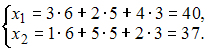 x₁ = 3·6 + 2·5 + 4·3 = 40,
x₂ = 1·6 + 5·5 + 2·3 = 37.